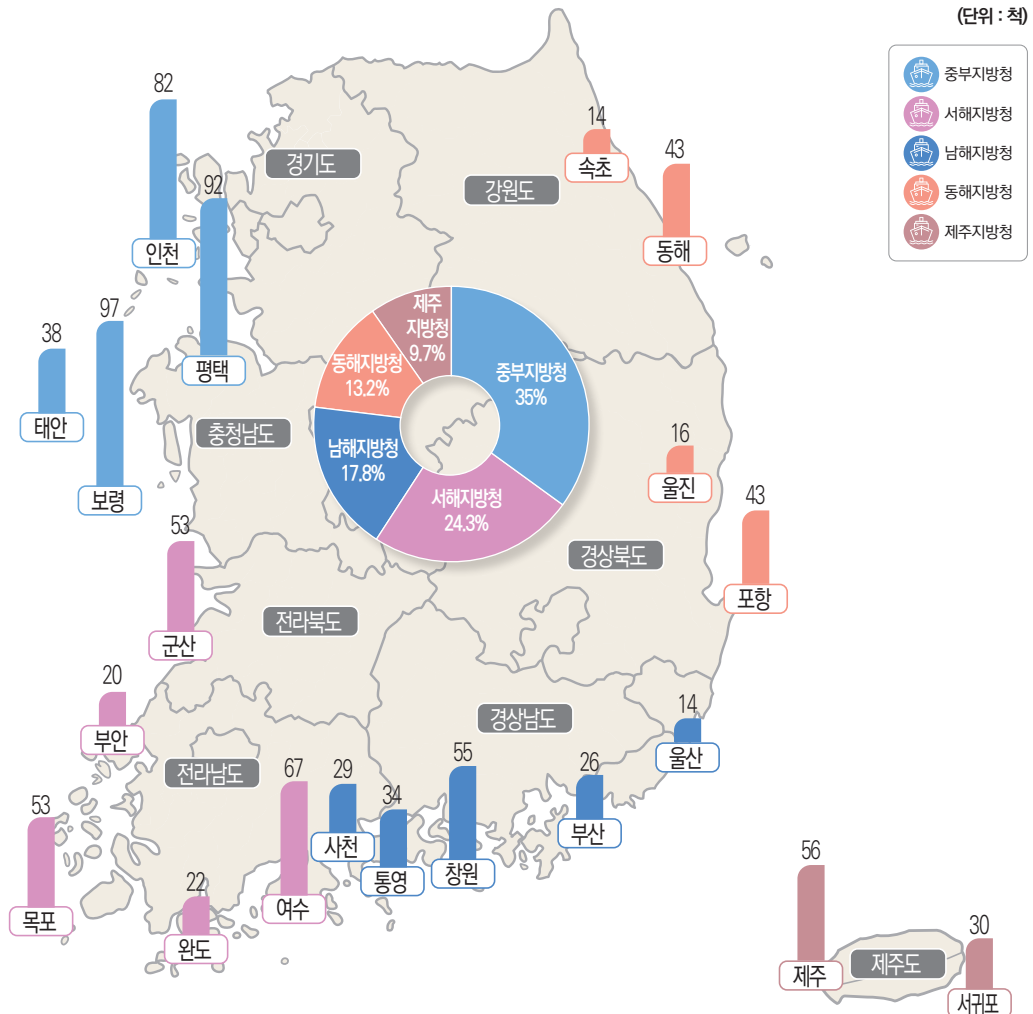 (단위 : 척)
중부지방청
서해지방청
남해지방청
동해지방청
제주지방청
82
인천
92
평택
38
태안
97
보령
경기도
강원도
14
속초
43
동해
제주
지방청
9.7%
중부지방청
35%
동해지방청
13.2%
남해지방청
17.8%
서해지방청
24.3%
충청남도
16
울진
43
포항
경상북도
53
군산
전라북도
20
부안
전라남도
경상남도
14
울산
53
목포
22
완도
67
여수
29
사천
34
통영
55
창원
26
부산
56
제주
제주도
30
서귀포